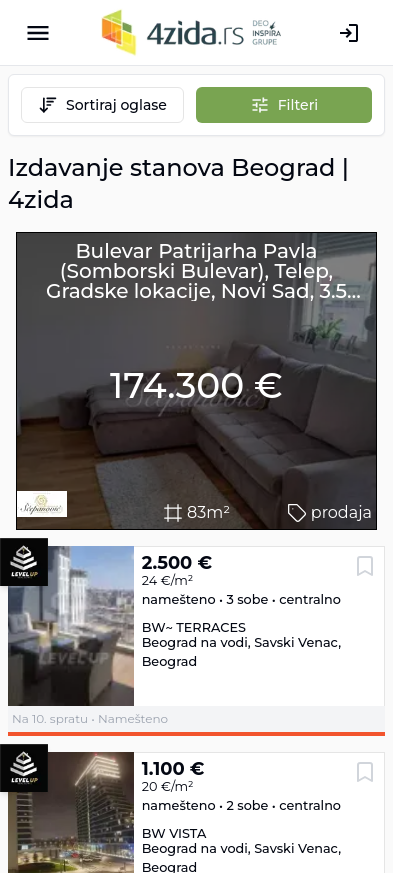 4zida.rs
DEO
INSPIRA
GRUPE
Sortiraj oglase
Filteri
Izdavanje stanova Beograd |
4zida
Bulevar Patrijarha Pavla
(Somborski Bulevar), Telep,
Gradske lokacije, Novi Sad, 3.5...
174.300 €
Šćepanović
83m²
prodaja
LEVEL UP
2.500 €
24 €/m²
namešteno • 3 sobe • centralno
BW~ TERRACES
Beograd na vodi, Savski Venac,
Beograd
LEVEL UP
Na 10. spratu • Namešteno
LEVEL UP
1.100 €
20 €/m²
namešteno • 2 sobe • centralno
BW VISTA
Beograd na vodi, Savski Venac,
Beograd